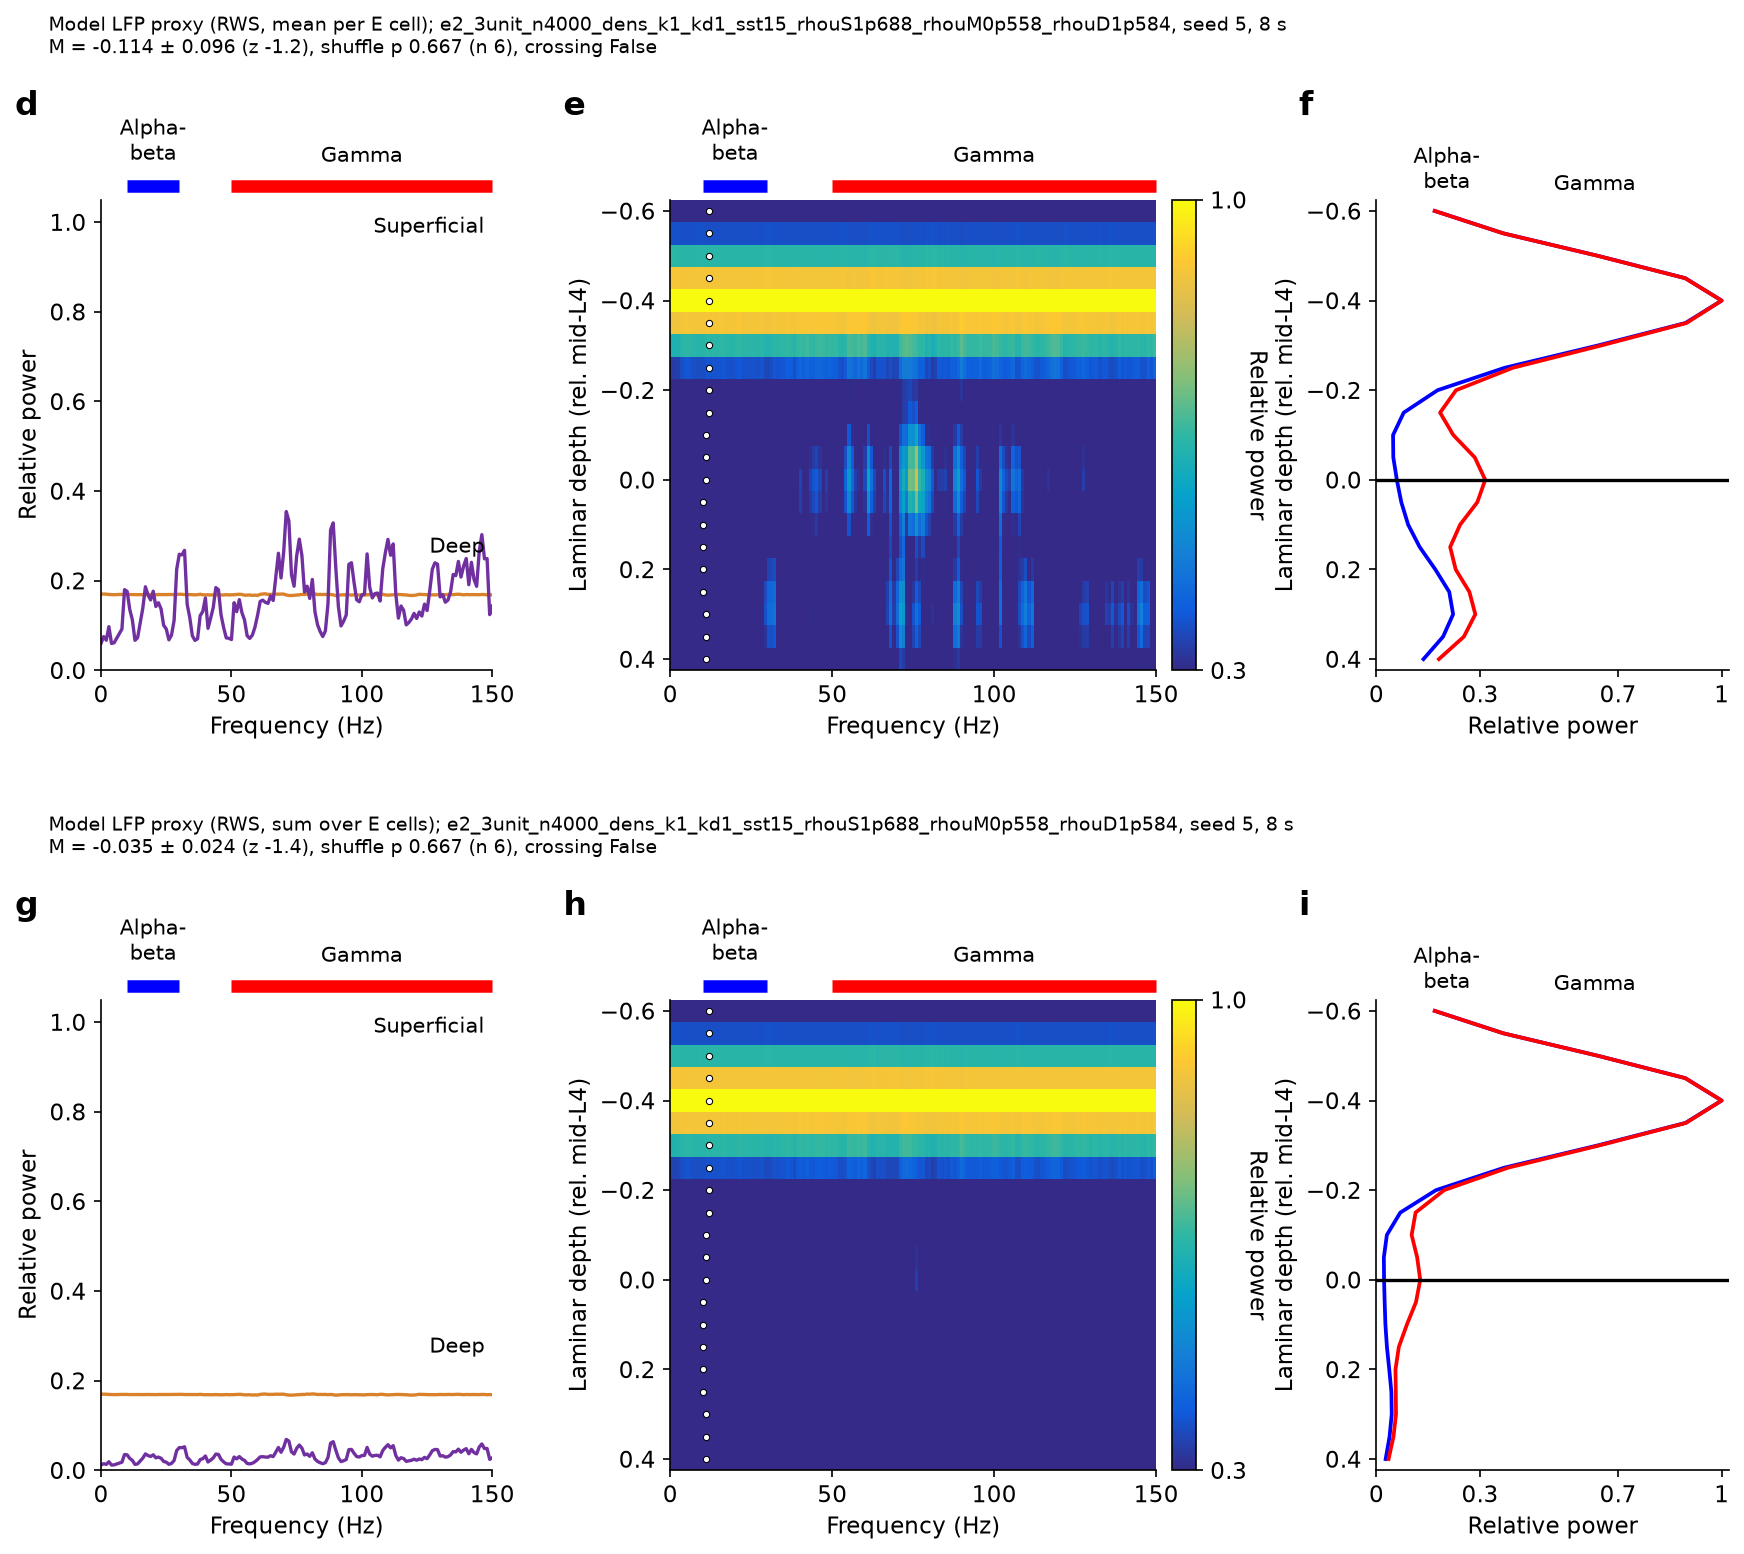 Model LFP proxy (RWS, mean per E cell); e2_3unit_n4000_dens_k1_kd1_sst15_rhouS1p688_rhouM0p558_rhouD1p584, seed 5, 8 s
M = -0.114 ± 0.096 (z -1.2), shuffle p 0.667 (n 6), crossing False
d
Alpha-
beta
Gamma
Superficial
Deep
Relative power
1.0
0.8
0.6
0.4
0.2
0.0
0
50
100
150
Frequency (Hz)
e
Alpha-
beta
Gamma
Laminar depth (rel. mid-L4)
−0.6
−0.4
−0.2
0.0
0.2
0.4
0
50
100
150
Frequency (Hz)
1.0
0.3
Relative power
f
Alpha-
beta
Gamma
Laminar depth (rel. mid-L4)
−0.6
−0.4
−0.2
0.0
0.2
0.4
0
0.3
0.7
1
Relative power
Model LFP proxy (RWS, sum over E cells); e2_3unit_n4000_dens_k1_kd1_sst15_rhouS1p688_rhouM0p558_rhouD1p584, seed 5, 8 s
M = -0.035 ± 0.024 (z -1.4), shuffle p 0.667 (n 6), crossing False
g
Alpha-
beta
Gamma
Superficial
Deep
Relative power
1.0
0.8
0.6
0.4
0.2
0.0
0
50
100
150
Frequency (Hz)
h
Alpha-
beta
Gamma
Laminar depth (rel. mid-L4)
−0.6
−0.4
−0.2
0.0
0.2
0.4
0
50
100
150
Frequency (Hz)
1.0
0.3
Relative power
i
Alpha-
beta
Gamma
Laminar depth (rel. mid-L4)
−0.6
−0.4
−0.2
0.0
0.2
0.4
0
0.3
0.7
1
Relative power